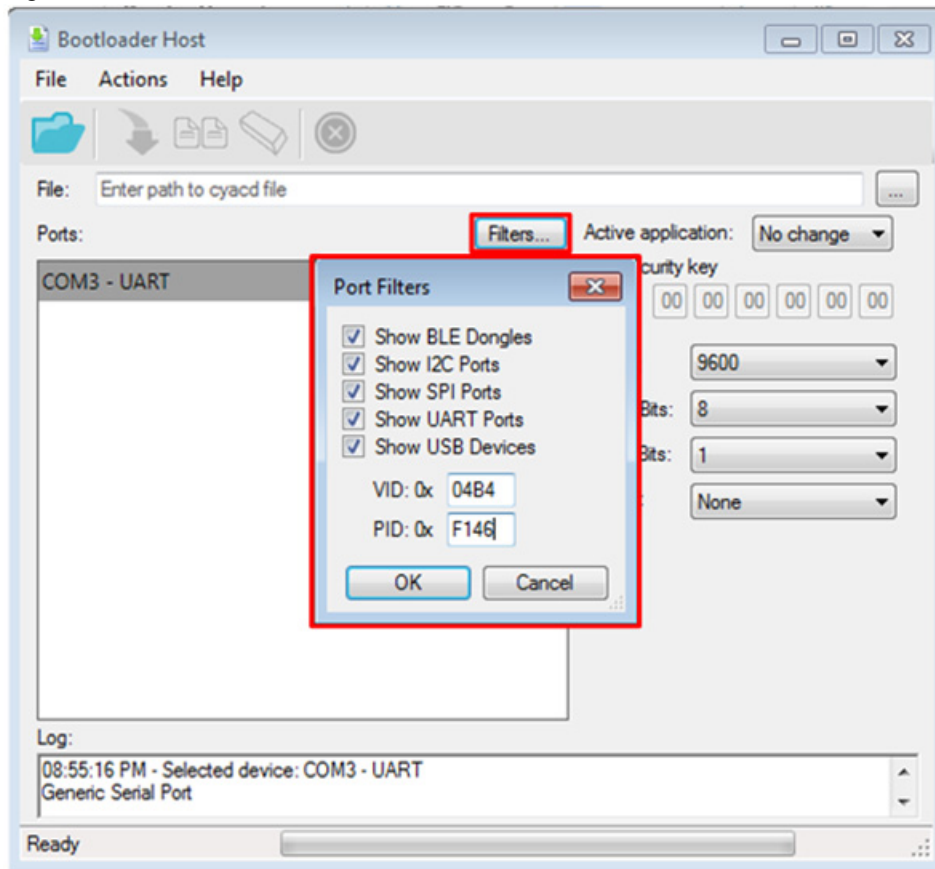 Bootloader Host
File Actions Help
File: Enter path to cyacd file ...
Ports: Filters... Active application: No change
COM3 - UART
curity key
00 00 00 00 00 00
Port Filters
Show BLE Dongles
Show I2C Ports
Show SPI Ports
Show UART Ports
Show USB Devices
VID: 0x 04B4
PID: 0x F146
OK Cancel
9600
Bits: 8
Bits: 1
None
Log:
08:55:16 PM - Selected device: COM3 - UART
Generic Serial Port
Ready